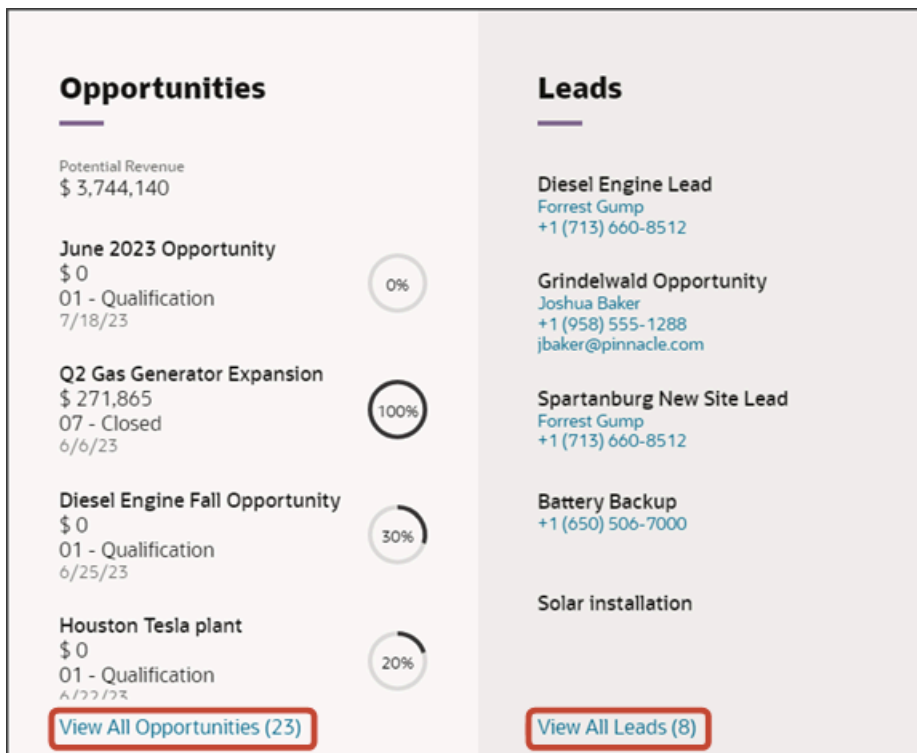 Opportunities
Potential Revenue
$ 3,744,140
June 2023 Opportunity
$ 0
01 - Qualification
7/18/23
0%
Q2 Gas Generator Expansion
$ 271,865
07 - Closed
6/6/23
100%
Diesel Engine Fall Opportunity
$ 0
01 - Qualification
6/25/23
30%
Houston Tesla plant
$ 0
01 - Qualification
6/22/23
20%
View All Opportunities (23)
Leads
Diesel Engine Lead
Forrest Gump
+1 (713) 660-8512
Grindelwald Opportunity
Joshua Baker
+1 (958) 555-1288
jbaker@pinnacle.com
Spartanburg New Site Lead
Forrest Gump
+1 (713) 660-8512
Battery Backup
+1 (650) 506-7000
Solar installation
View All Leads (8)